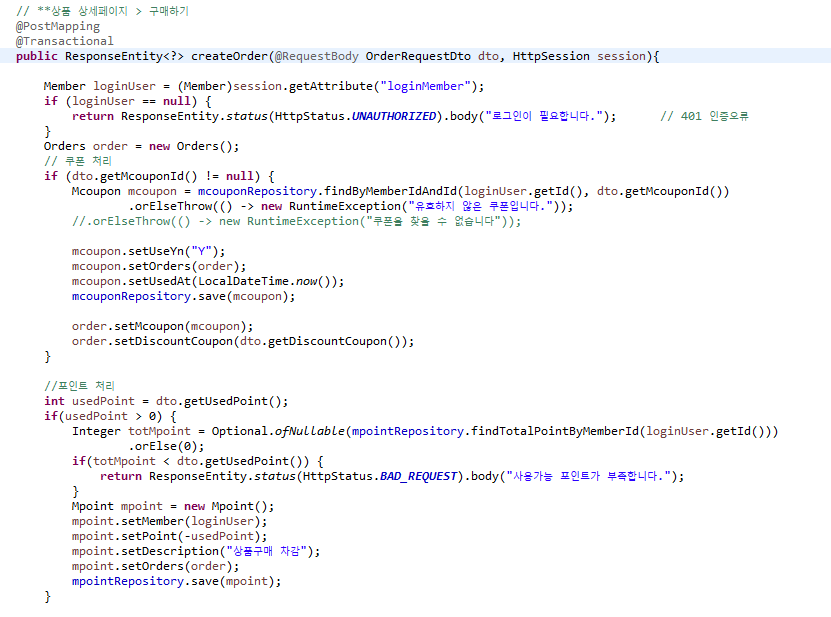 // **상품 상세페이지 > 구매하기
@PostMapping
@Transactional
public ResponseEntity<?> createOrder(@RequestBody OrderRequestDto dto, HttpSession session){
Member loginUser = (Member)session.getAttribute("loginMember");
if (loginUser == null) {
return ResponseEntity.status(HttpStatus.UNAUTHORIZED).body("로그인이 필요합니다."); // 401 인증오류
}
Orders order = new Orders();
// 쿠폰 처리
if (dto.getMcouponId() != null) {
Mcoupon mcoupon = mcouponRepository.findByMemberIdAndId(loginUser.getId(), dto.getMcouponId())
.orElseThrow(() -> new RuntimeException("유효하지 않은 쿠폰입니다."));
//.orElseThrow(() -> new RuntimeException("쿠폰을 찾을 수 없습니다"));
mcoupon.setUseYn("Y");
mcoupon.setOrders(order);
mcoupon.setUsedAt(LocalDateTime.now());
mcouponRepository.save(mcoupon);
order.setMcoupon(mcoupon);
order.setDiscountCoupon(dto.getDiscountCoupon());
}
//포인트 처리
int usedPoint = dto.getUsedPoint();
if(usedPoint > 0) {
Integer totMpoint = Optional.ofNullable(mpointRepository.findTotalPointByMemberId(loginUser.getId()))
.orElse(0);
if(totMpoint < dto.getUsedPoint()) {
return ResponseEntity.status(HttpStatus.BAD_REQUEST).body("사용가능 포인트가 부족합니다.");
}
Mpoint mpoint = new Mpoint();
mpoint.setMember(loginUser);
mpoint.setPoint(-usedPoint);
mpoint.setDescription("상품구매 차감");
mpoint.setOrders(order);
mpointRepository.save(mpoint);
}